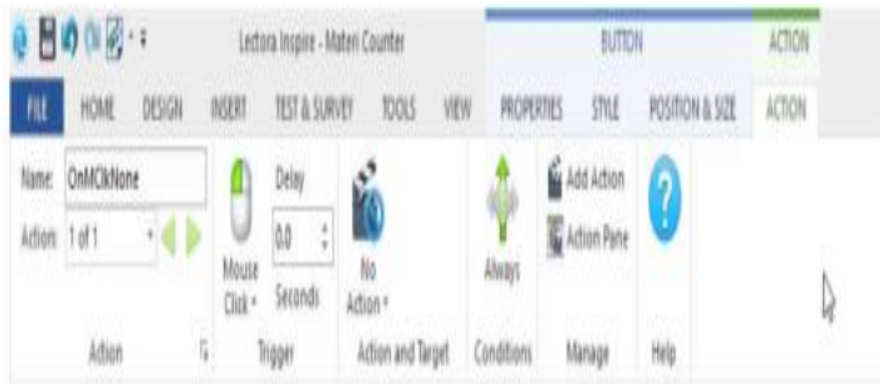 Lectora Inspire - Materi Counter BUTTON ACTION
FILE HOME DESIGN INSERT TEST & SURVEY TOOLS VIEW PROPERTIES STYLE POSITION & SIZE ACTION
Name: OnMClkNone
Action: 1 of 1
Action
Mouse Click
Delay
0.0
Seconds
Trigger
No Action
Action and Target
Always
Conditions
Add Action
Action Pane
Manage
?
Help